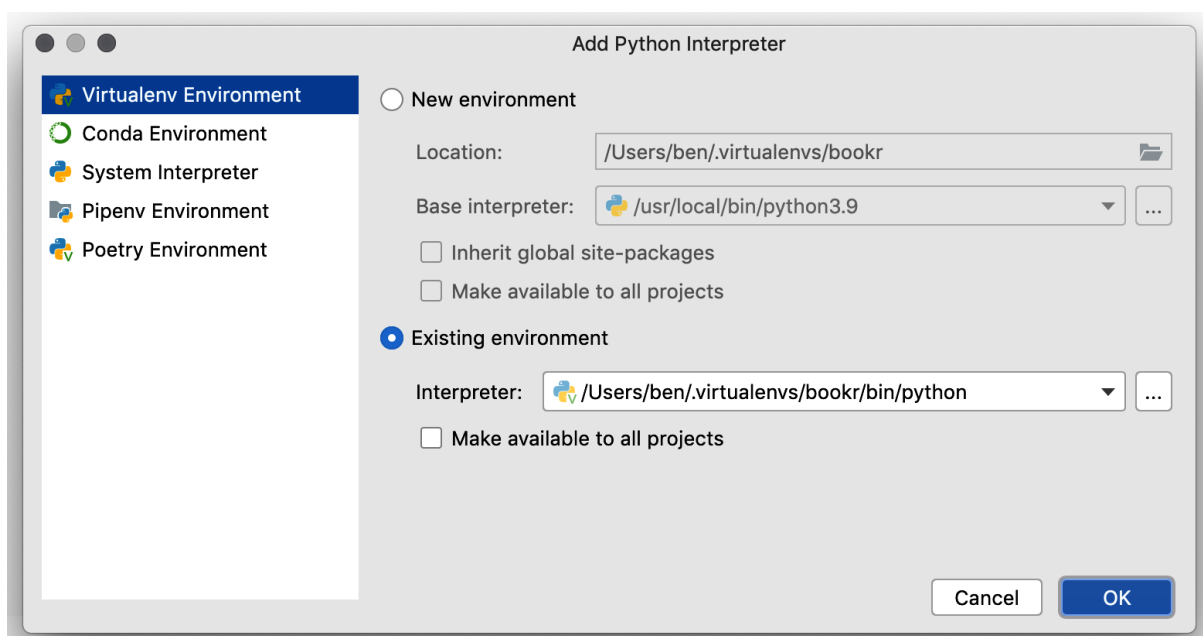 Add Python Interpreter
Virtualenv Environment
Conda Environment
System Interpreter
Pipenv Environment
Poetry Environment
New environment
Location: /Users/ben/.virtualenvs/bookr
Base interpreter: /usr/local/bin/python3.9 ...
Inherit global site-packages
Make available to all projects
Existing environment
Interpreter: /Users/ben/.virtualenvs/bookr/bin/python ...
Make available to all projects
Cancel OK